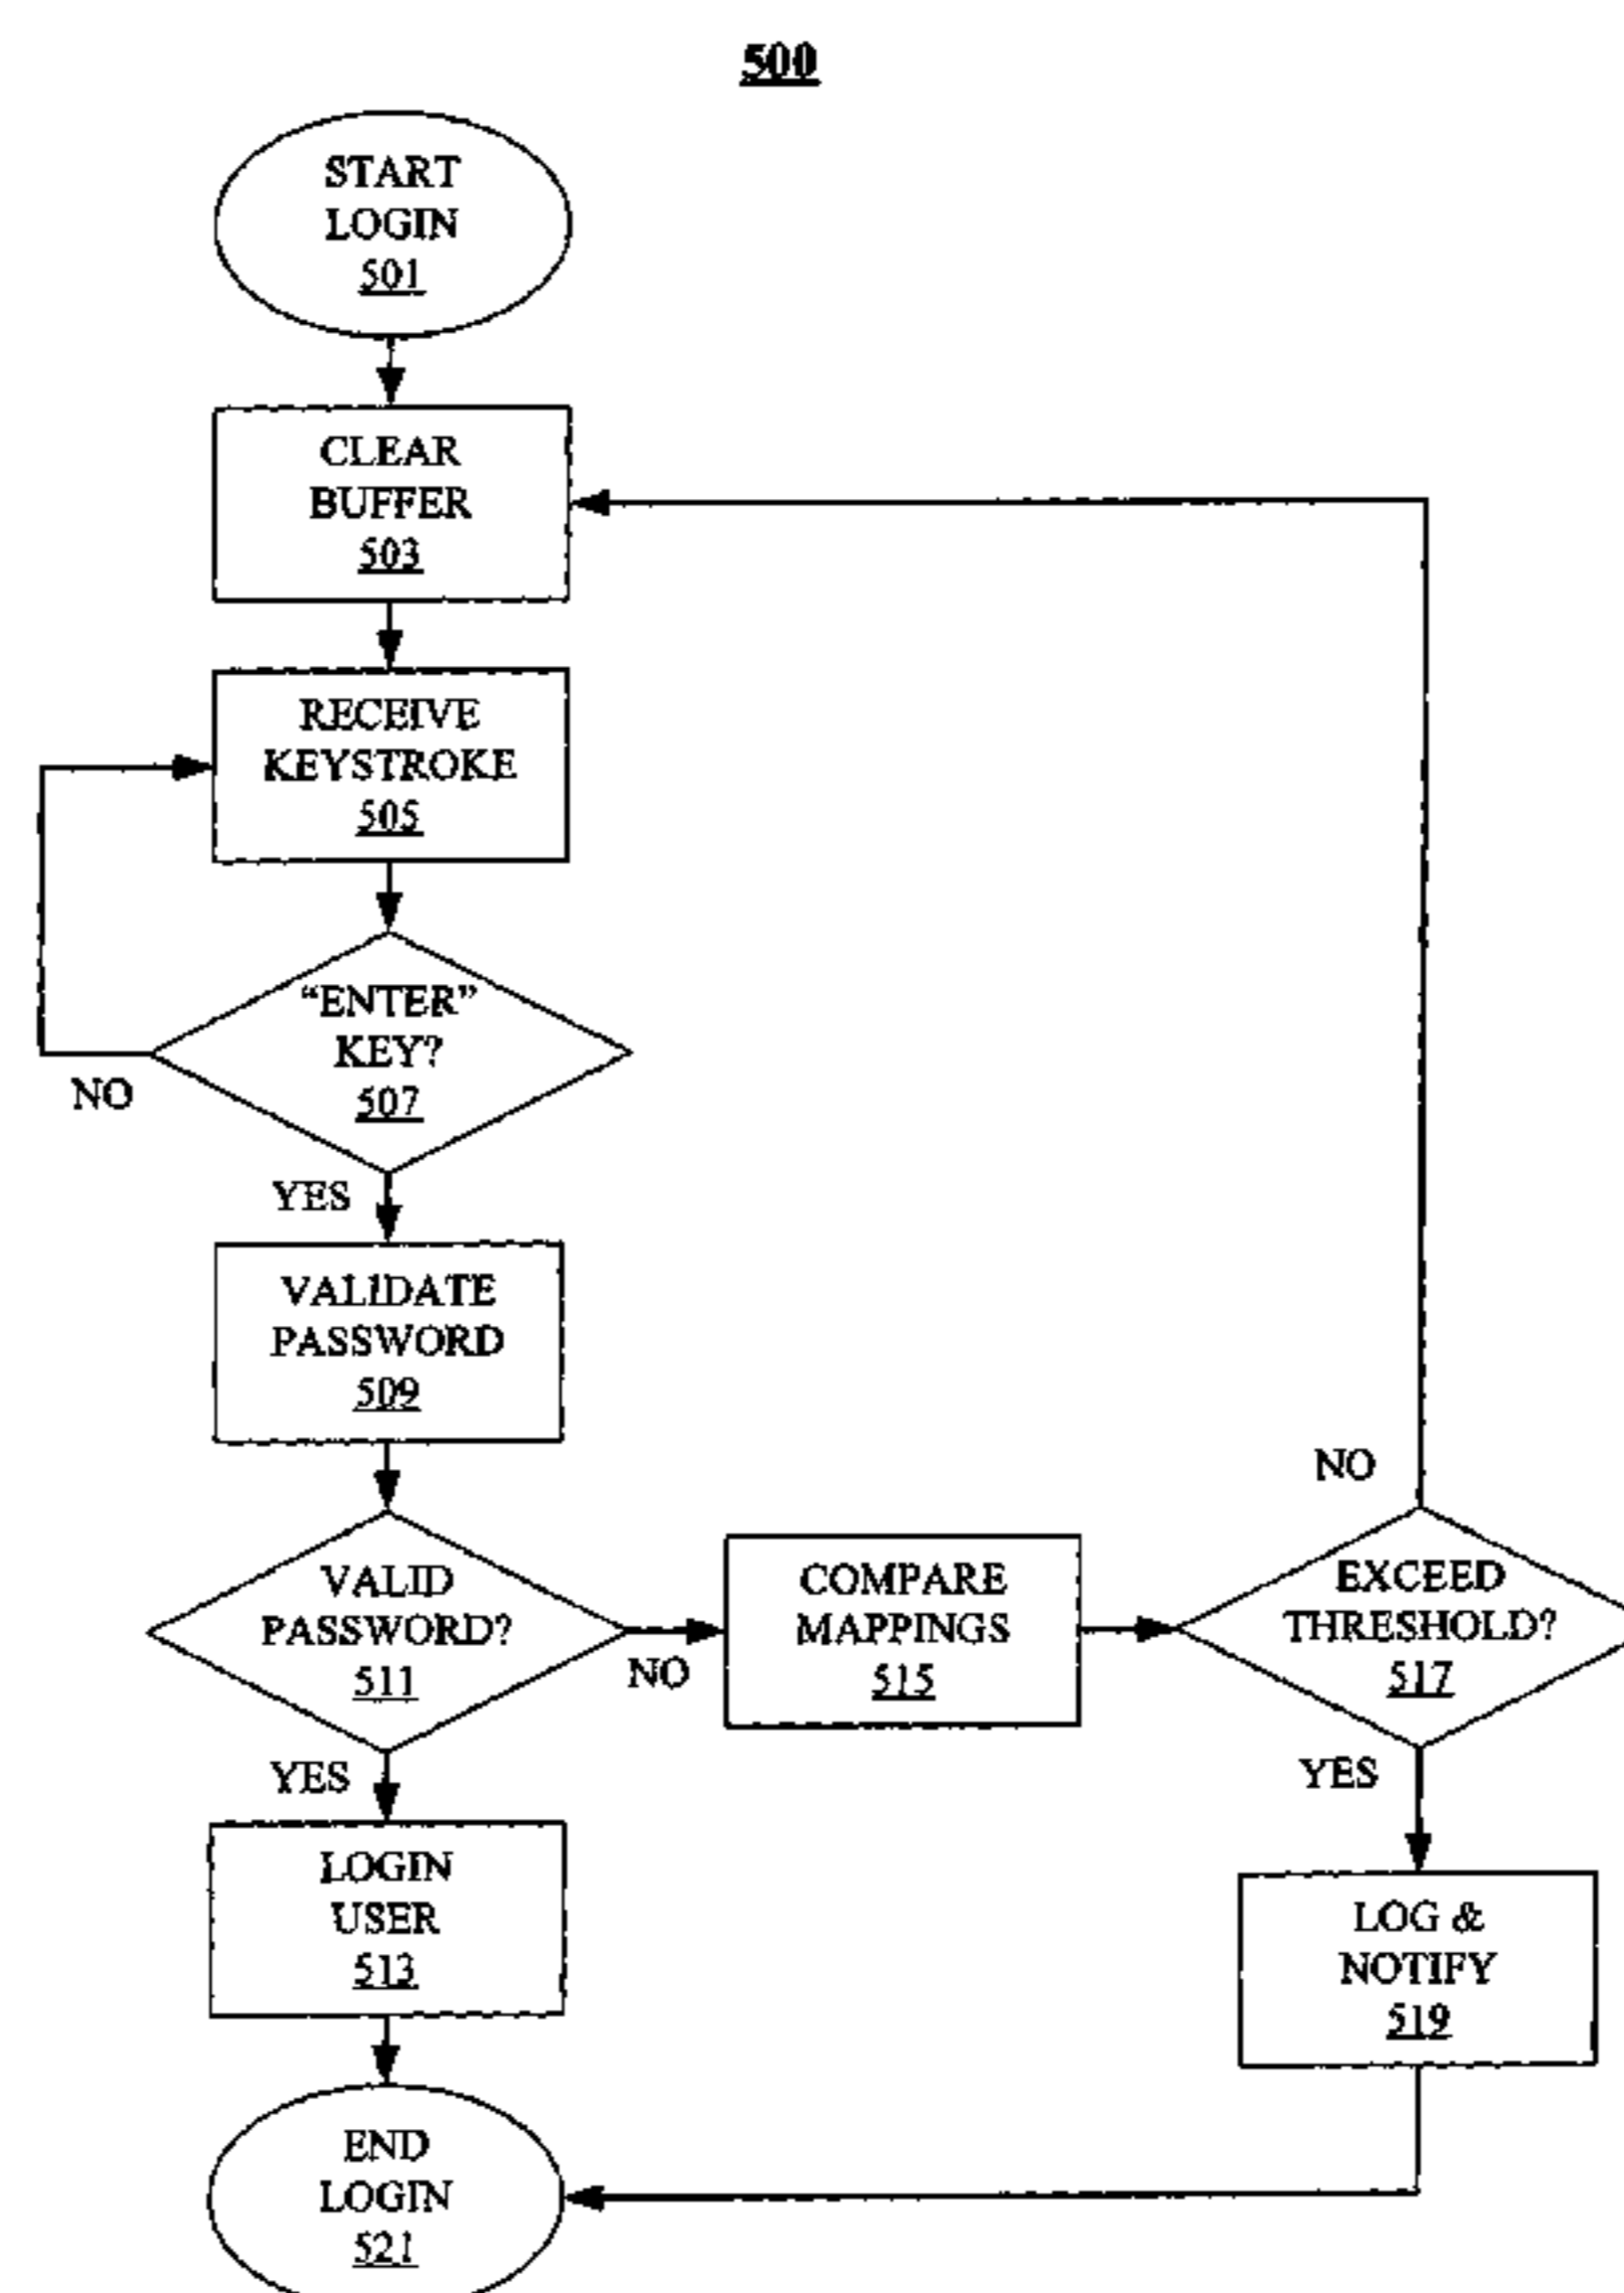 500
START
LOGIN
501
CLEAR
BUFFER
503
RECEIVE
KEYSTROKE
505
“ENTER”
KEY?
507
NO
YES
VALIDATE
PASSWORD
509
VALID
PASSWORD?
511
NO
YES
COMPARE
MAPPINGS
515
NO
EXCEED
THRESHOLD?
517
YES
LOGIN
USER
513
LOG &
NOTIFY
519
END
LOGIN
521